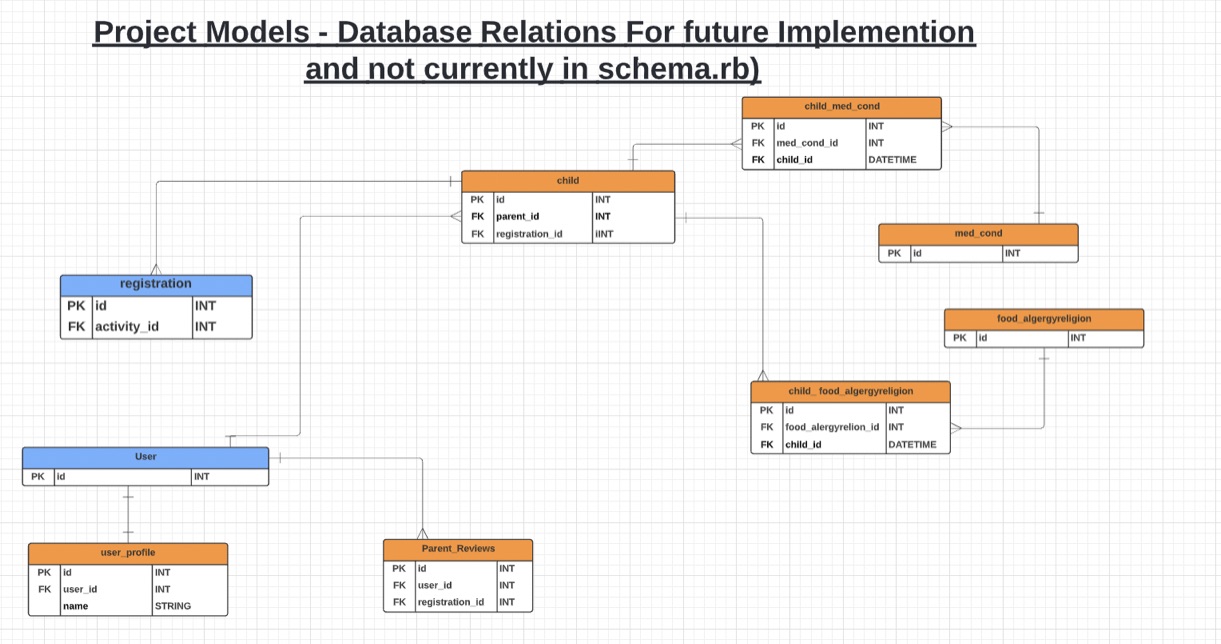 Project Models - Database Relations For future Implemention
and not currently in schema.rb)
child_med_cond
PK id INT
FK med_cond_id INT
FK child_id DATETIME
child
PK id INT
FK parent_id INT
FK registration_id iINT
med_cond
PK id INT
registration
PK id INT
FK activity_id INT
food_algergyreligion
PK id INT
child_ food_algergyreligion
PK id INT
FK food_alergyrelion_id INT
FK child_id DATETIME
User
PK id INT
user_profile
PK id INT
FK user_id INT
name STRING
Parent_Reviews
PK id INT
FK user_id INT
FK registration_id INT